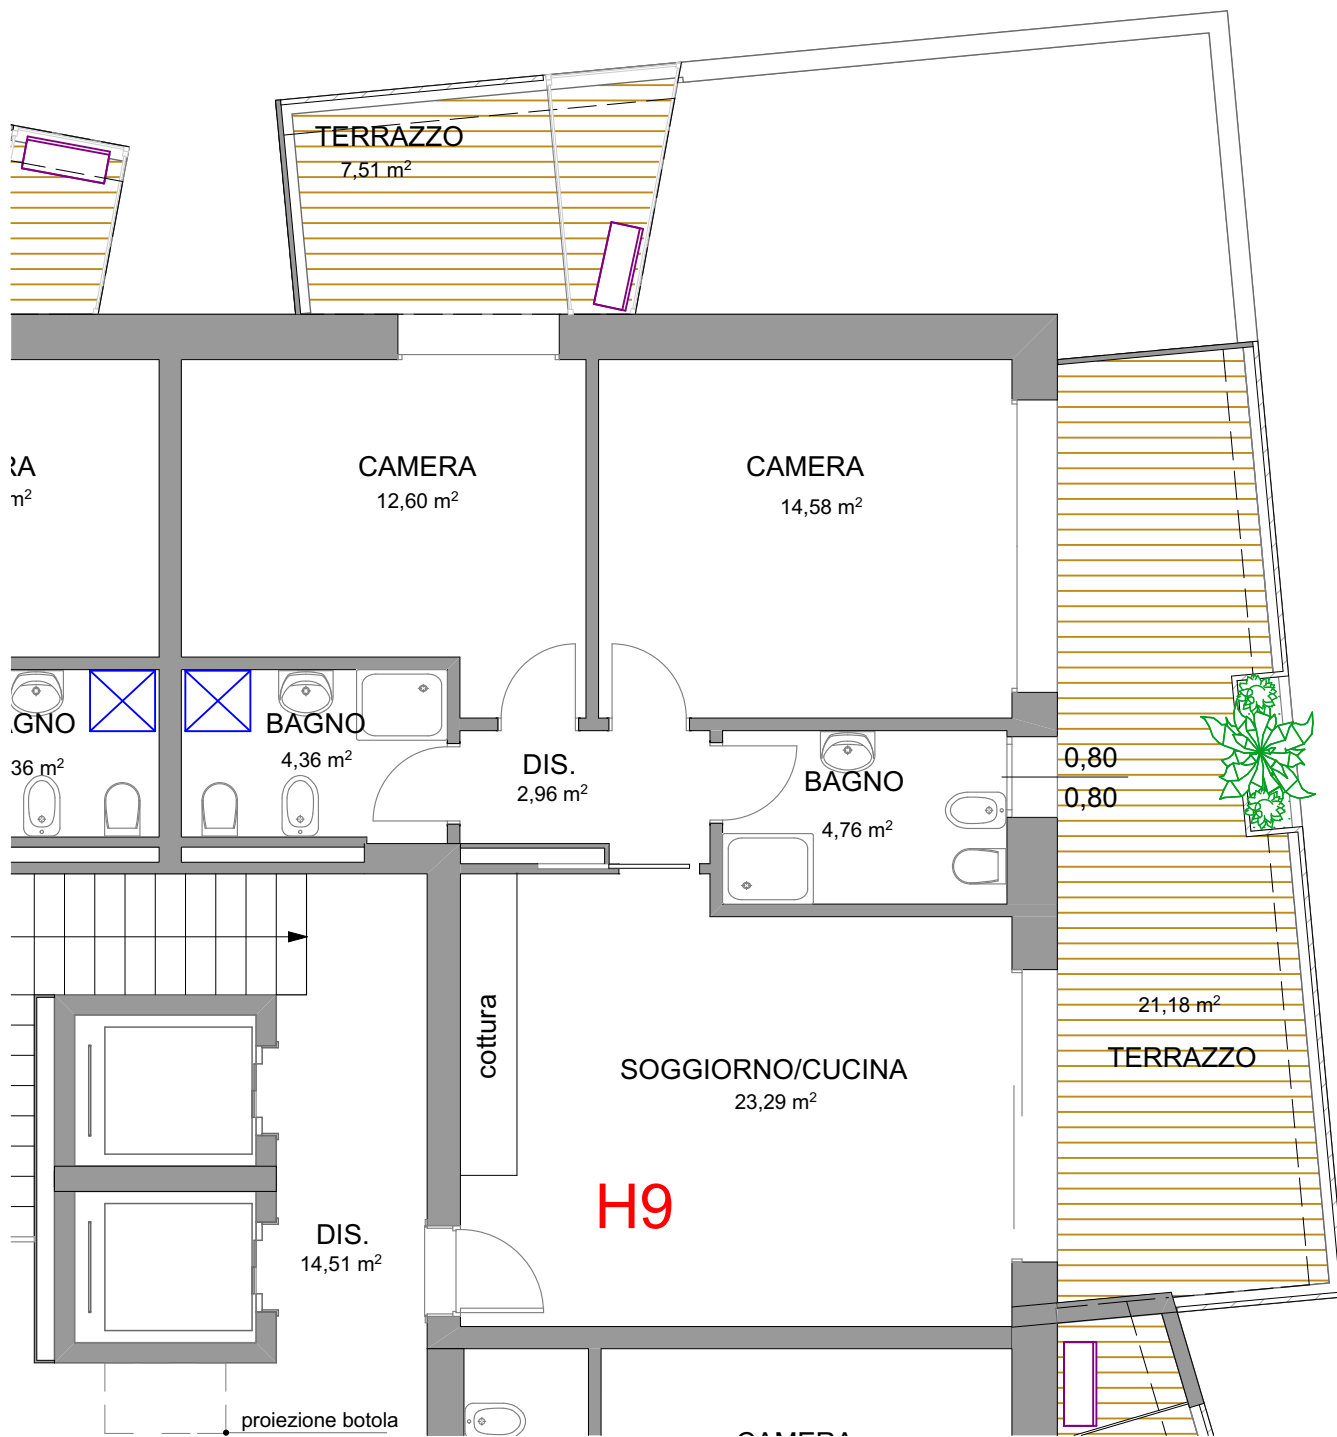 TERRAZZO
7,51 m²
RA
m²
CAMERA
12,60 m²
CAMERA
14,58 m²
AGNO
36 m²
BAGNO
4,36 m²
DIS.
2,96 m²
BAGNO
4,76 m²
0,80
0,80
cottura
SOGGIORNO/CUCINA
23,29 m²
21,18 m²
TERRAZZO
H9
DIS.
14,51 m²
proiezione botola
CAMERA